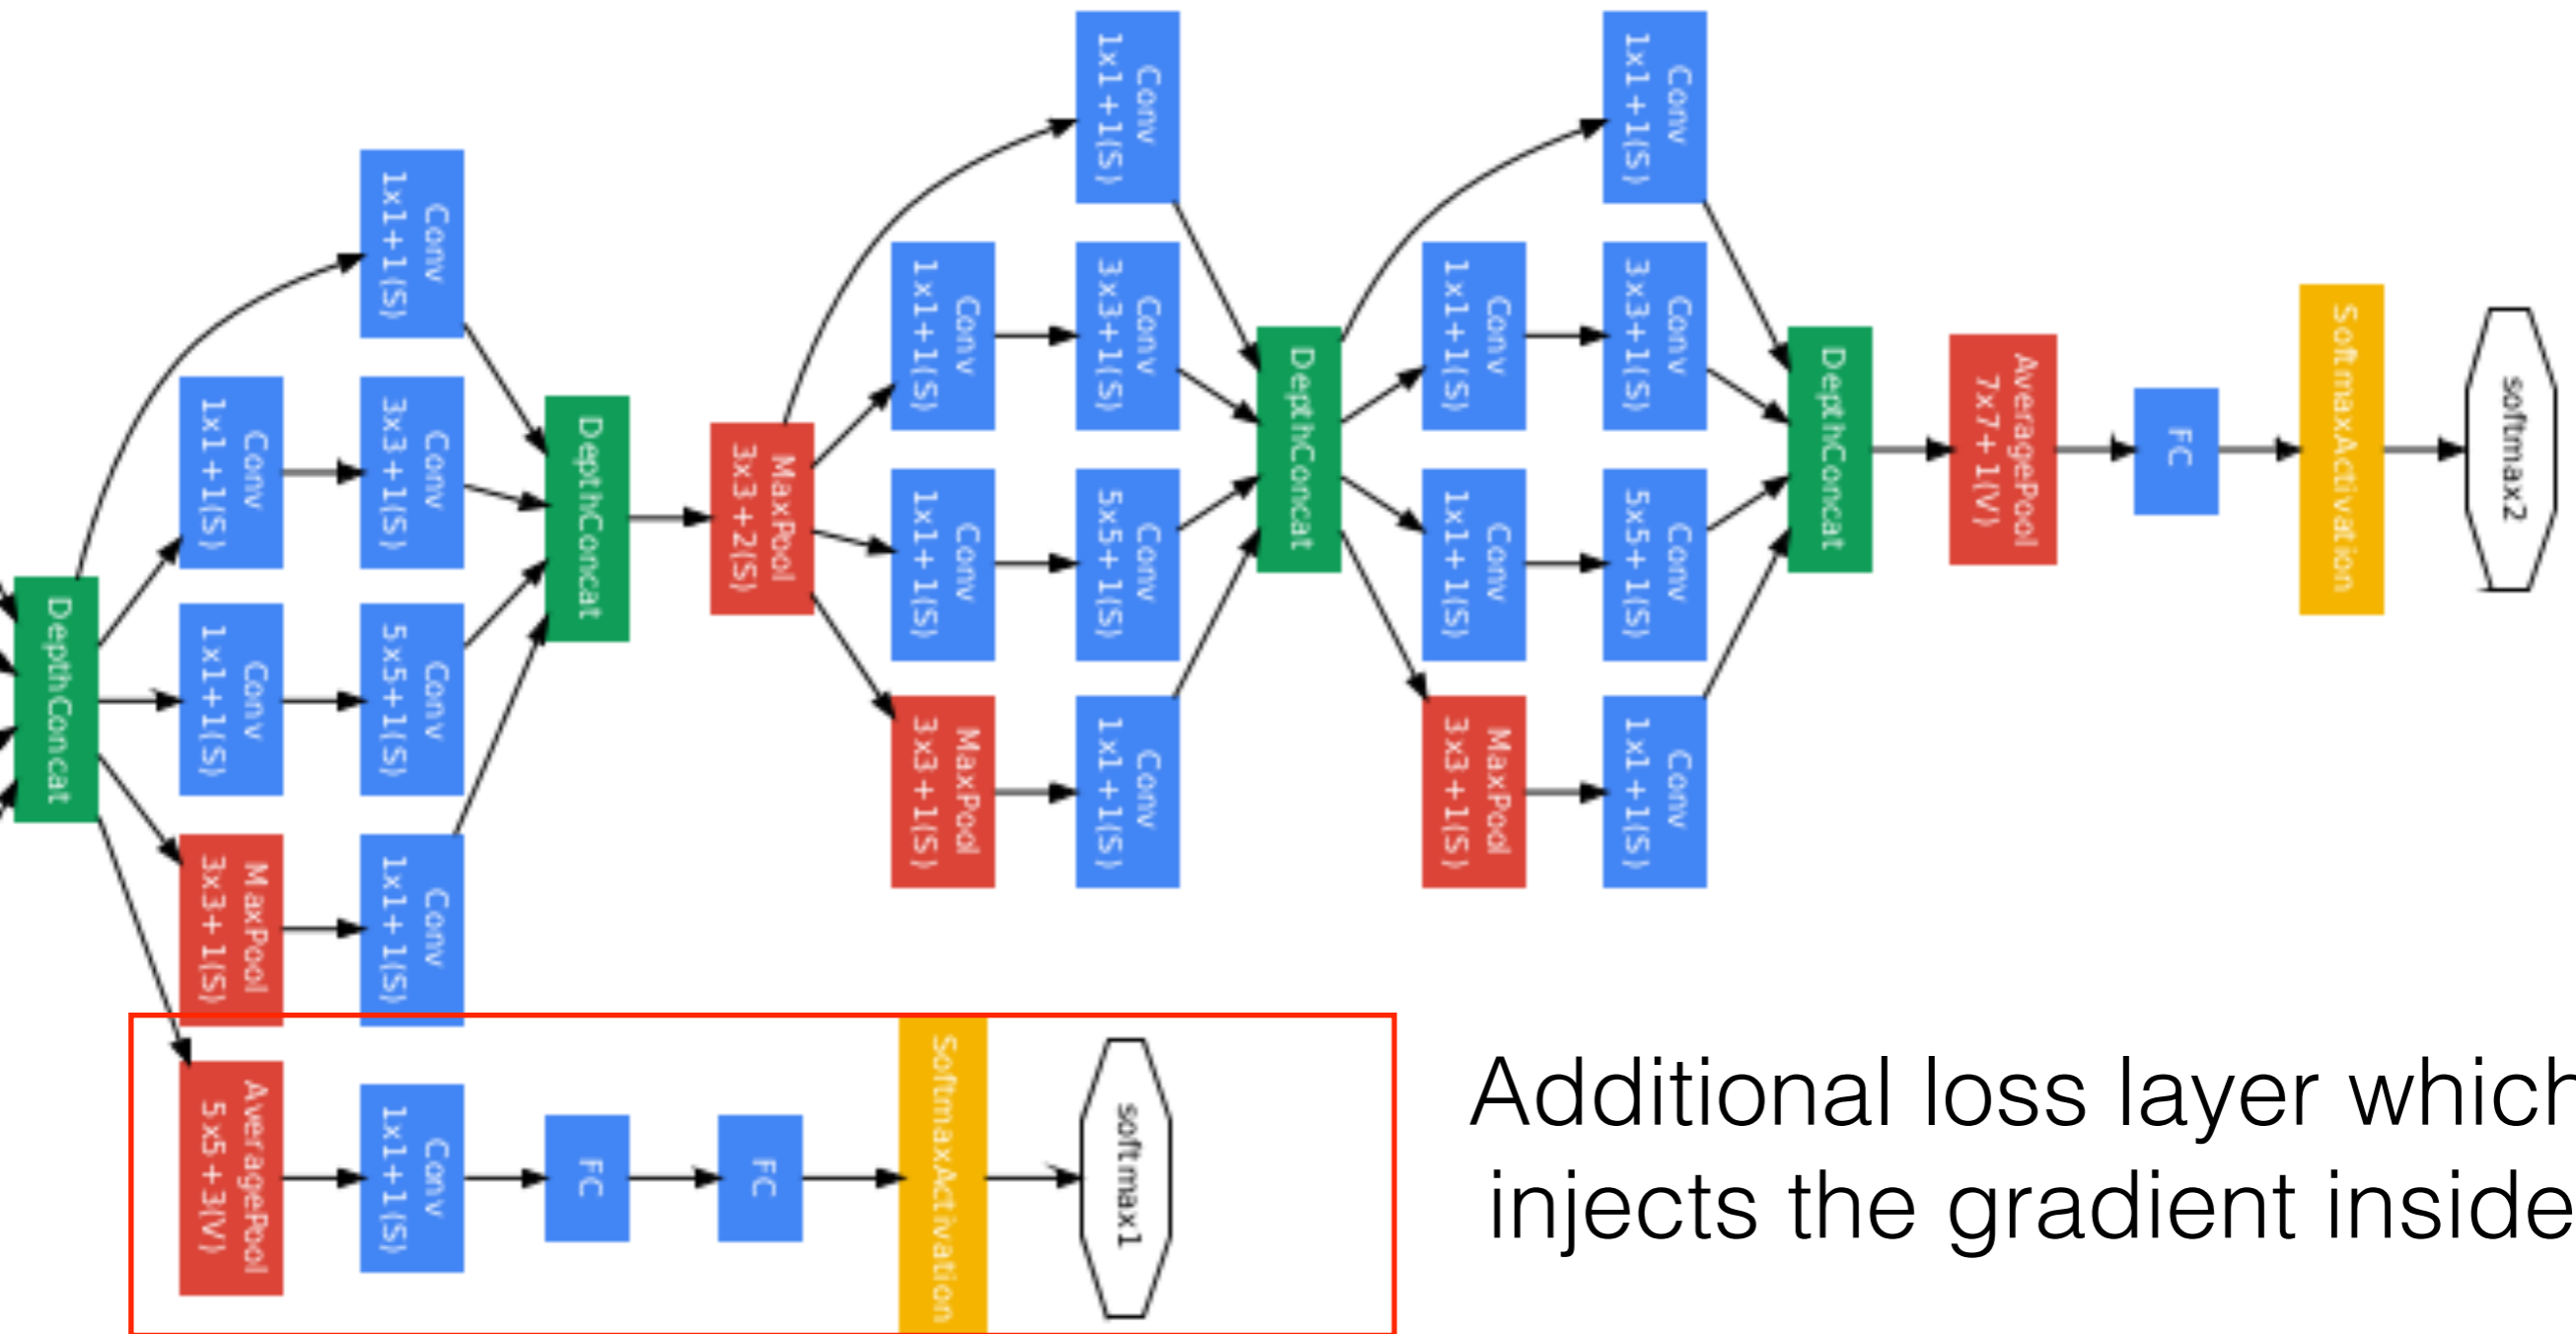 Conv
1x1+1(S)
Conv
1x1+1(S)
Conv
1x1+1(S)
Conv
1x1+1(S)
Conv
3x3+1(S)
Conv
1x1+1(S)
Conv
3x3+1(S)
Conv
1x1+1(S)
Conv
3x3+1(S)
DepthConcat
MaxPool
3x3+2(S)
DepthConcat
DepthConcat
AveragePool
7x7+1(V)
FC
SoftmaxActivation
softmax2
Conv
1x1+1(S)
Conv
5x5+1(S)
Conv
1x1+1(S)
Conv
5x5+1(S)
DepthConcat
Conv
1x1+1(S)
Conv
5x5+1(S)
MaxPool
3x3+1(S)
Conv
1x1+1(S)
MaxPool
3x3+1(S)
Conv
1x1+1(S)
MaxPool
3x3+1(S)
Conv
1x1+1(S)
AveragePool
5x5+3(V)
Conv
1x1+1(S)
FC
FC
SoftmaxActivation
softmax1
Additional loss layer which
injects the gradient inside